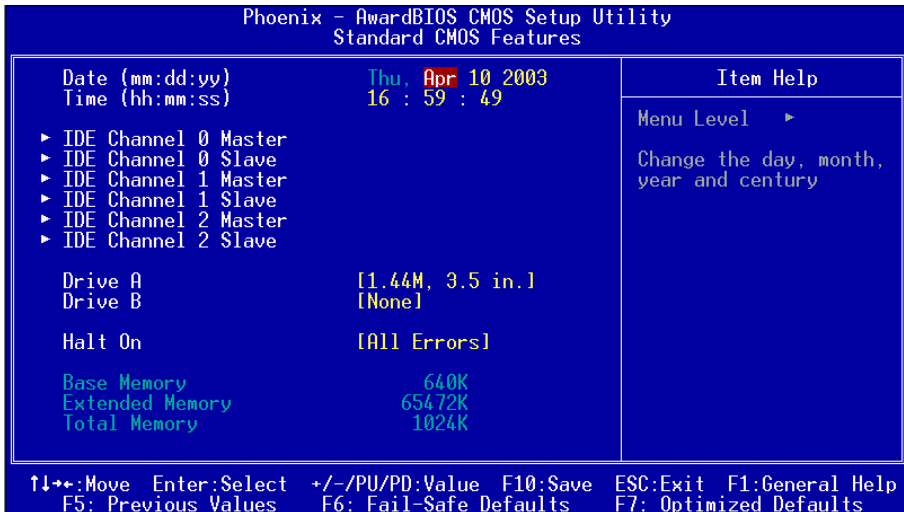 Phoenix - AwardBIOS CMOS Setup Utility
Standard CMOS Features
Date (mm:dd:yy) Thu, Apr 10 2003
Time (hh:mm:ss) 16 : 59 : 49
► IDE Channel 0 Master
► IDE Channel 0 Slave
► IDE Channel 1 Master
► IDE Channel 1 Slave
► IDE Channel 2 Master
► IDE Channel 2 Slave
Drive A [1.44M, 3.5 in.]
Drive B [None]
Halt On [All Errors]
Base Memory 640K
Extended Memory 65472K
Total Memory 1024K
Item Help
Menu Level ►
Change the day, month,
year and century
↑↓→←:Move Enter:Select +/-/PU/PD:Value F10:Save ESC:Exit F1:General Help
F5: Previous Values F6: Fail-Safe Defaults F7: Optimized Defaults